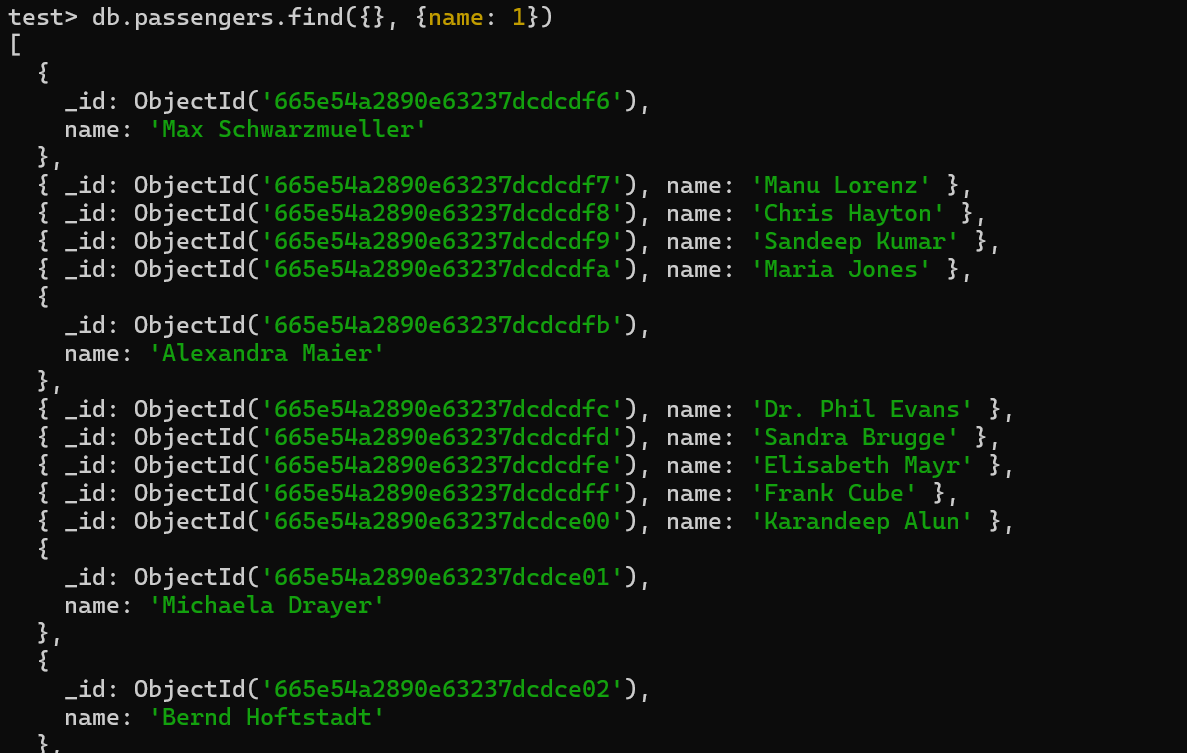 test> db.passengers.find({}, {name: 1})
[
  {
    _id: ObjectId('665e54a2890e63237dcdcdf6'),
    name: 'Max Schwarzmueller'
  },
  { _id: ObjectId('665e54a2890e63237dcdcdf7'), name: 'Manu Lorenz' },
  { _id: ObjectId('665e54a2890e63237dcdcdf8'), name: 'Chris Hayton' },
  { _id: ObjectId('665e54a2890e63237dcdcdf9'), name: 'Sandeep Kumar' },
  { _id: ObjectId('665e54a2890e63237dcdcdfa'), name: 'Maria Jones' },
  {
    _id: ObjectId('665e54a2890e63237dcdcdfb'),
    name: 'Alexandra Maier'
  },
  { _id: ObjectId('665e54a2890e63237dcdcdfc'), name: 'Dr. Phil Evans' },
  { _id: ObjectId('665e54a2890e63237dcdcdfd'), name: 'Sandra Brugge' },
  { _id: ObjectId('665e54a2890e63237dcdcdfe'), name: 'Elisabeth Mayr' },
  { _id: ObjectId('665e54a2890e63237dcdcdff'), name: 'Frank Cube' },
  { _id: ObjectId('665e54a2890e63237dcdce00'), name: 'Karandeep Alun' },
  {
    _id: ObjectId('665e54a2890e63237dcdce01'),
    name: 'Michaela Drayer'
  },
  {
    _id: ObjectId('665e54a2890e63237dcdce02'),
    name: 'Bernd Hoftstadt'
  },